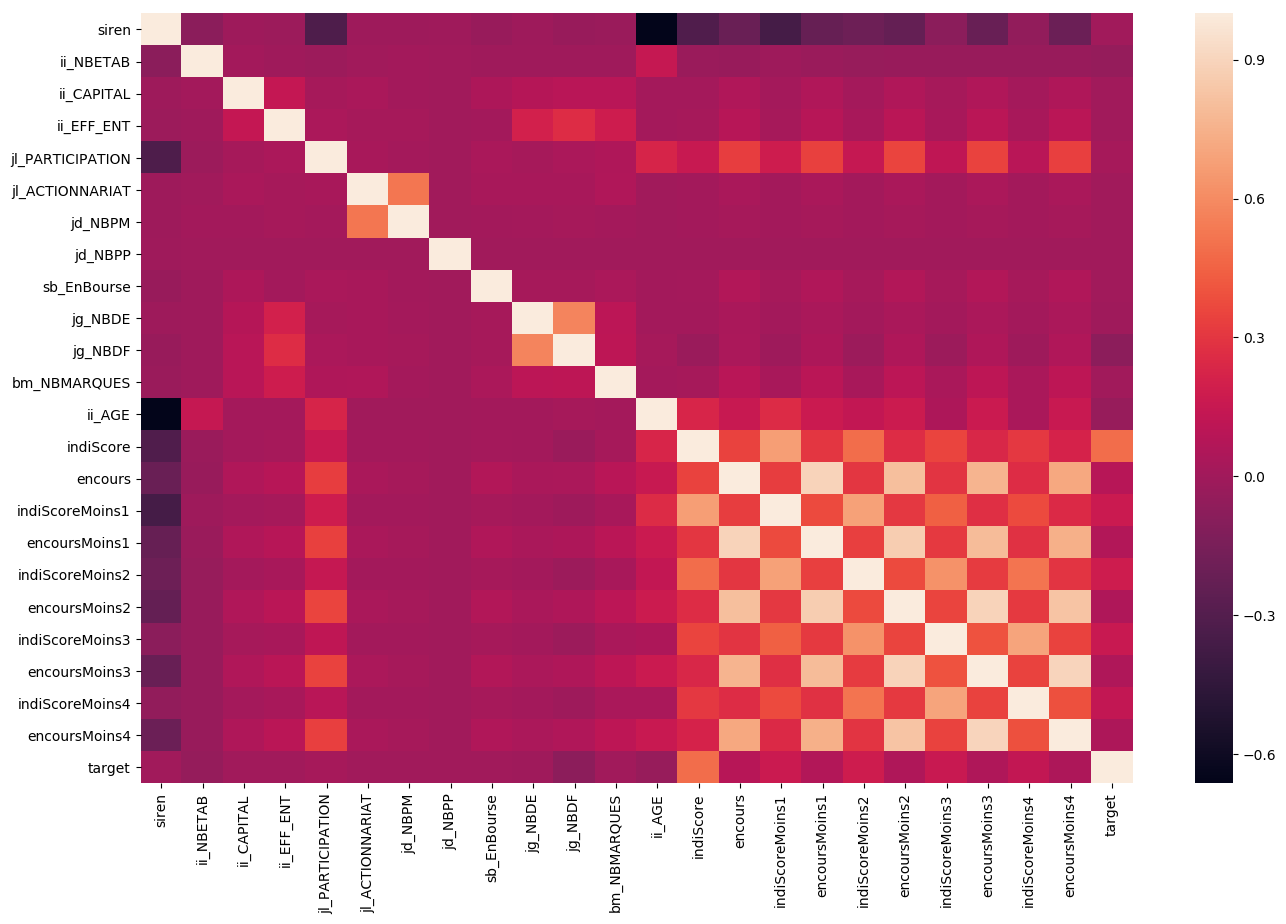 siren
ii_NBETAB
ii_CAPITAL
ii_EFF_ENT
jl_PARTICIPATION
jl_ACTIONNARIAT
jd_NBPM
jd_NBPP
sb_EnBourse
jg_NBDE
jg_NBDF
bm_NBMARQUES
ii_AGE
indiScore
encours
indiScoreMoins1
encoursMoins1
indiScoreMoins2
encoursMoins2
indiScoreMoins3
encoursMoins3
indiScoreMoins4
encoursMoins4
target
siren
ii_NBETAB
ii_CAPITAL
ii_EFF_ENT
jl_PARTICIPATION
jl_ACTIONNARIAT
jd_NBPM
jd_NBPP
sb_EnBourse
jg_NBDE
jg_NBDF
bm_NBMARQUES
ii_AGE
indiScore
encours
indiScoreMoins1
encoursMoins1
indiScoreMoins2
encoursMoins2
indiScoreMoins3
encoursMoins3
indiScoreMoins4
encoursMoins4
target
0.9
0.6
0.3
0.0
−0.3
−0.6